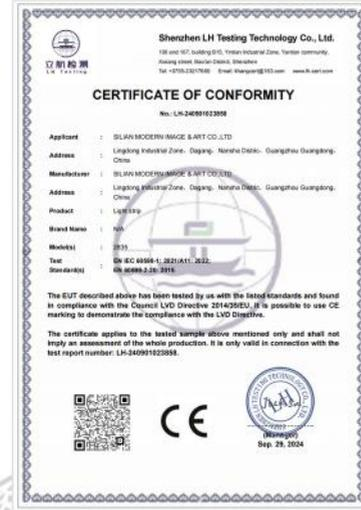 Shenzhen LH Testing Technology Co., Ltd.
立航检测
LH Testing
CERTIFICATE OF CONFORMITY
No.: LH-240901023858
Applicant : SILIAN MODERN IMAGE & ART CO.,LTD
Address : Lingdong Industrial Zone, Dagang, Nansha Distric, Guangzhou Guangdong, China
Manufacturer : SILIAN MODERN IMAGE & ART CO.,LTD
Address : Lingdong Industrial Zone, Dagang, Nansha Distric, Guangzhou Guangdong, China
Product : Light strip
Brand Name : N/A
Model(s) : 2835
Test Standard(s) : EN IEC 60598-1: 2021/A11: 2022;
The EUT described above has been tested by us with the listed standards and found
in compliance with the Council LVD Directive 2014/35/EU. It is possible to use CE
marking to demonstrate the compliance with the LVD Directive.
The certificate applies to the tested sample above mentioned only and shall not
imply an assessment of the whole production. It is only valid in connection with the
test report number: LH-240901023858.
CE
(Manager)
Sep. 29, 2024